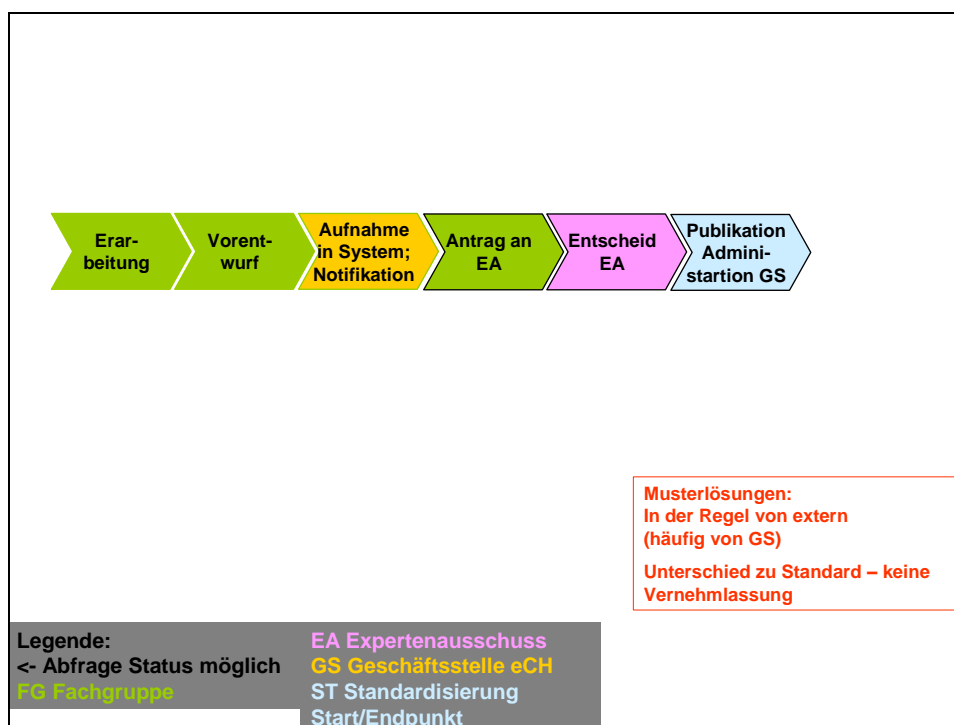 Erar-
beitung
Vorent-
wurf
Aufnahme
in System;
Notifikation
Antrag an
EA
Entscheid
EA
Publikation
Admini-
startion GS
Musterlösungen:
In der Regel von extern
(häufig von GS)
Unterschied zu Standard – keine
Vernehmlassung
Legende:
<- Abfrage Status möglich
FG Fachgruppe
EA Expertenausschuss
GS Geschäftsstelle eCH
ST Standardisierung
Start/Endpunkt